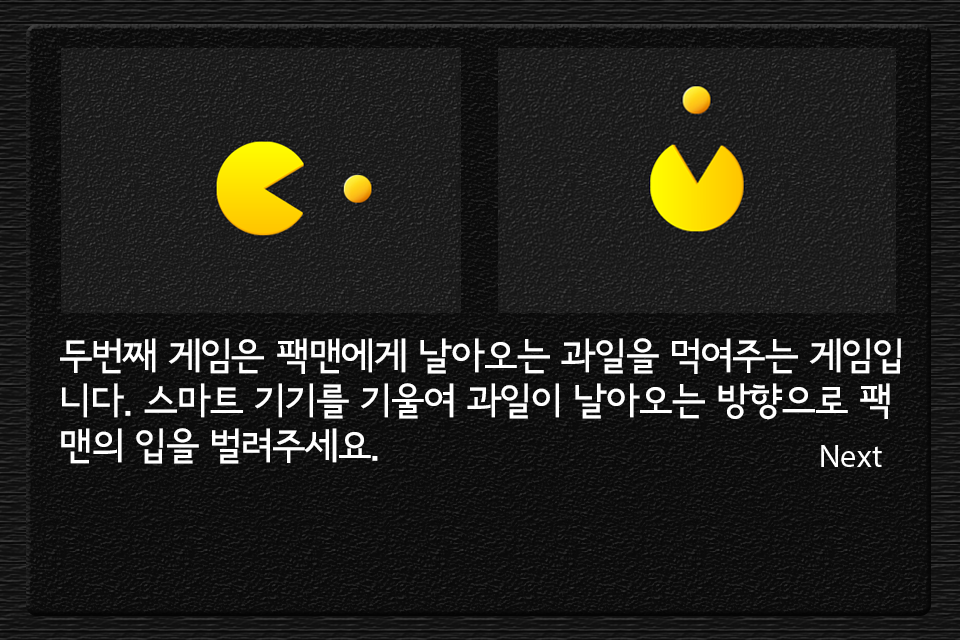 두번째 게임은 팩맨에게 날아오는 과일을 먹여주는 게임입
니다. 스마트 기기를 기울여 과일이 날아오는 방향으로 팩
맨의 입을 벌려주세요.
Next